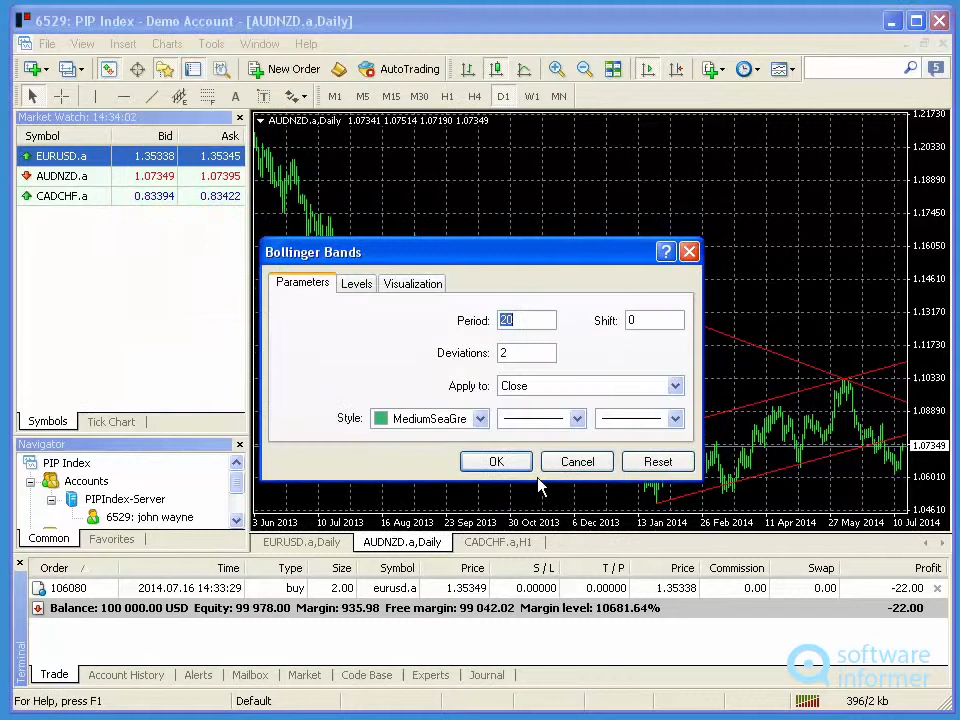 6529: PIP Index - Demo Account - [AUDNZD.a,Daily]
File View Insert Charts Tools Window Help
New Order AutoTrading 5
A T M1 M5 M15 M30 H1 H4 D1 W1 MN
Market Watch: 14:34:02
Symbol Bid Ask
EURUSD.a 1.35338 1.35345
AUDNZD.a 1.07349 1.07395
CADCHF.a 0.83394 0.83422
Symbols Tick Chart
Navigator
PIP Index
Accounts
PIPIndex-Server
6529: john wayne
Common Favorites
AUDNZD.a,Daily 1.07341 1.07514 1.07190 1.07349
1.21730
1.20330
1.18890
1.17450
1.16050
1.14610
1.13170
1.11730
1.10330
1.08890
1.07349
1.06010
1.04610
Bollinger Bands
Parameters Levels Visualization
Period: 20 Shift: 0
Deviations: 2
Apply to: Close
Style: MediumSeaGre
OK Cancel Reset
3 Jun 2013 10 Jul 2013 16 Aug 2013 23 Sep 2013 30 Oct 2013 6 Dec 2013 13 Jan 2014 26 Feb 2014 11 Apr 2014 27 May 2014 10 Jul 2014
EURUSD.a,Daily AUDNZD.a,Daily CADCHF.a,H1
Order Time Type Size Symbol Price S / L T / P Price Commission Swap Profit
106080 2014.07.16 14:33:29 buy 2.00 eurusd.a 1.35349 0.00000 0.00000 1.35338 0.00 0.00 -22.00
Balance: 100 000.00 USD Equity: 99 978.00 Margin: 935.98 Free margin: 99 042.02 Margin level: 10681.64% -22.00
Terminal
Trade Account History Alerts Mailbox Market Code Base Experts Journal
software
informer
For Help, press F1 Default 396/2 kb